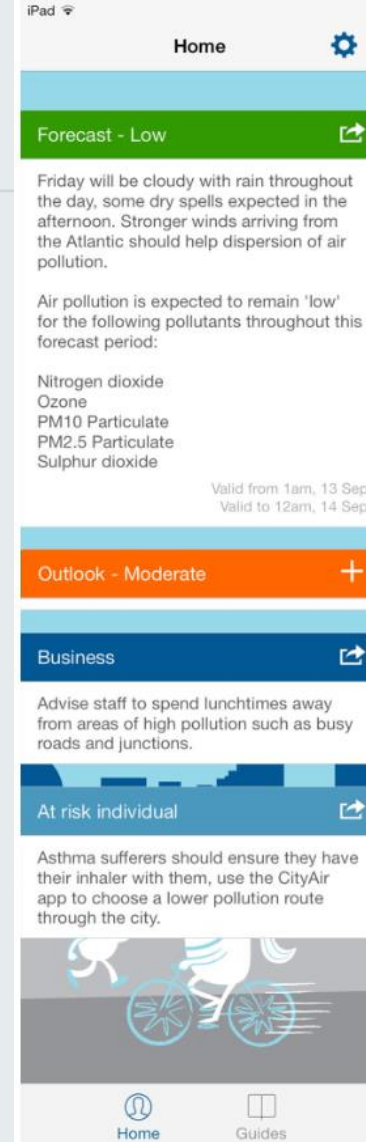 iPad
Home
Forecast - Low
Friday will be cloudy with rain throughout
the day, some dry spells expected in the
afternoon. Stronger winds arriving from
the Atlantic should help dispersion of air
pollution.
Air pollution is expected to remain 'low'
for the following pollutants throughout this
forecast period:
Nitrogen dioxide
Ozone
PM10 Particulate
PM2.5 Particulate
Sulphur dioxide
Valid from 1am, 13 Sep
Valid to 12am, 14 Sep
Outlook - Moderate
Business
Advise staff to spend lunchtimes away
from areas of high pollution such as busy
roads and junctions.
At risk individual
Asthma sufferers should ensure they have
their inhaler with them, use the CityAir
app to choose a lower pollution route
through the city.
Home
Guides